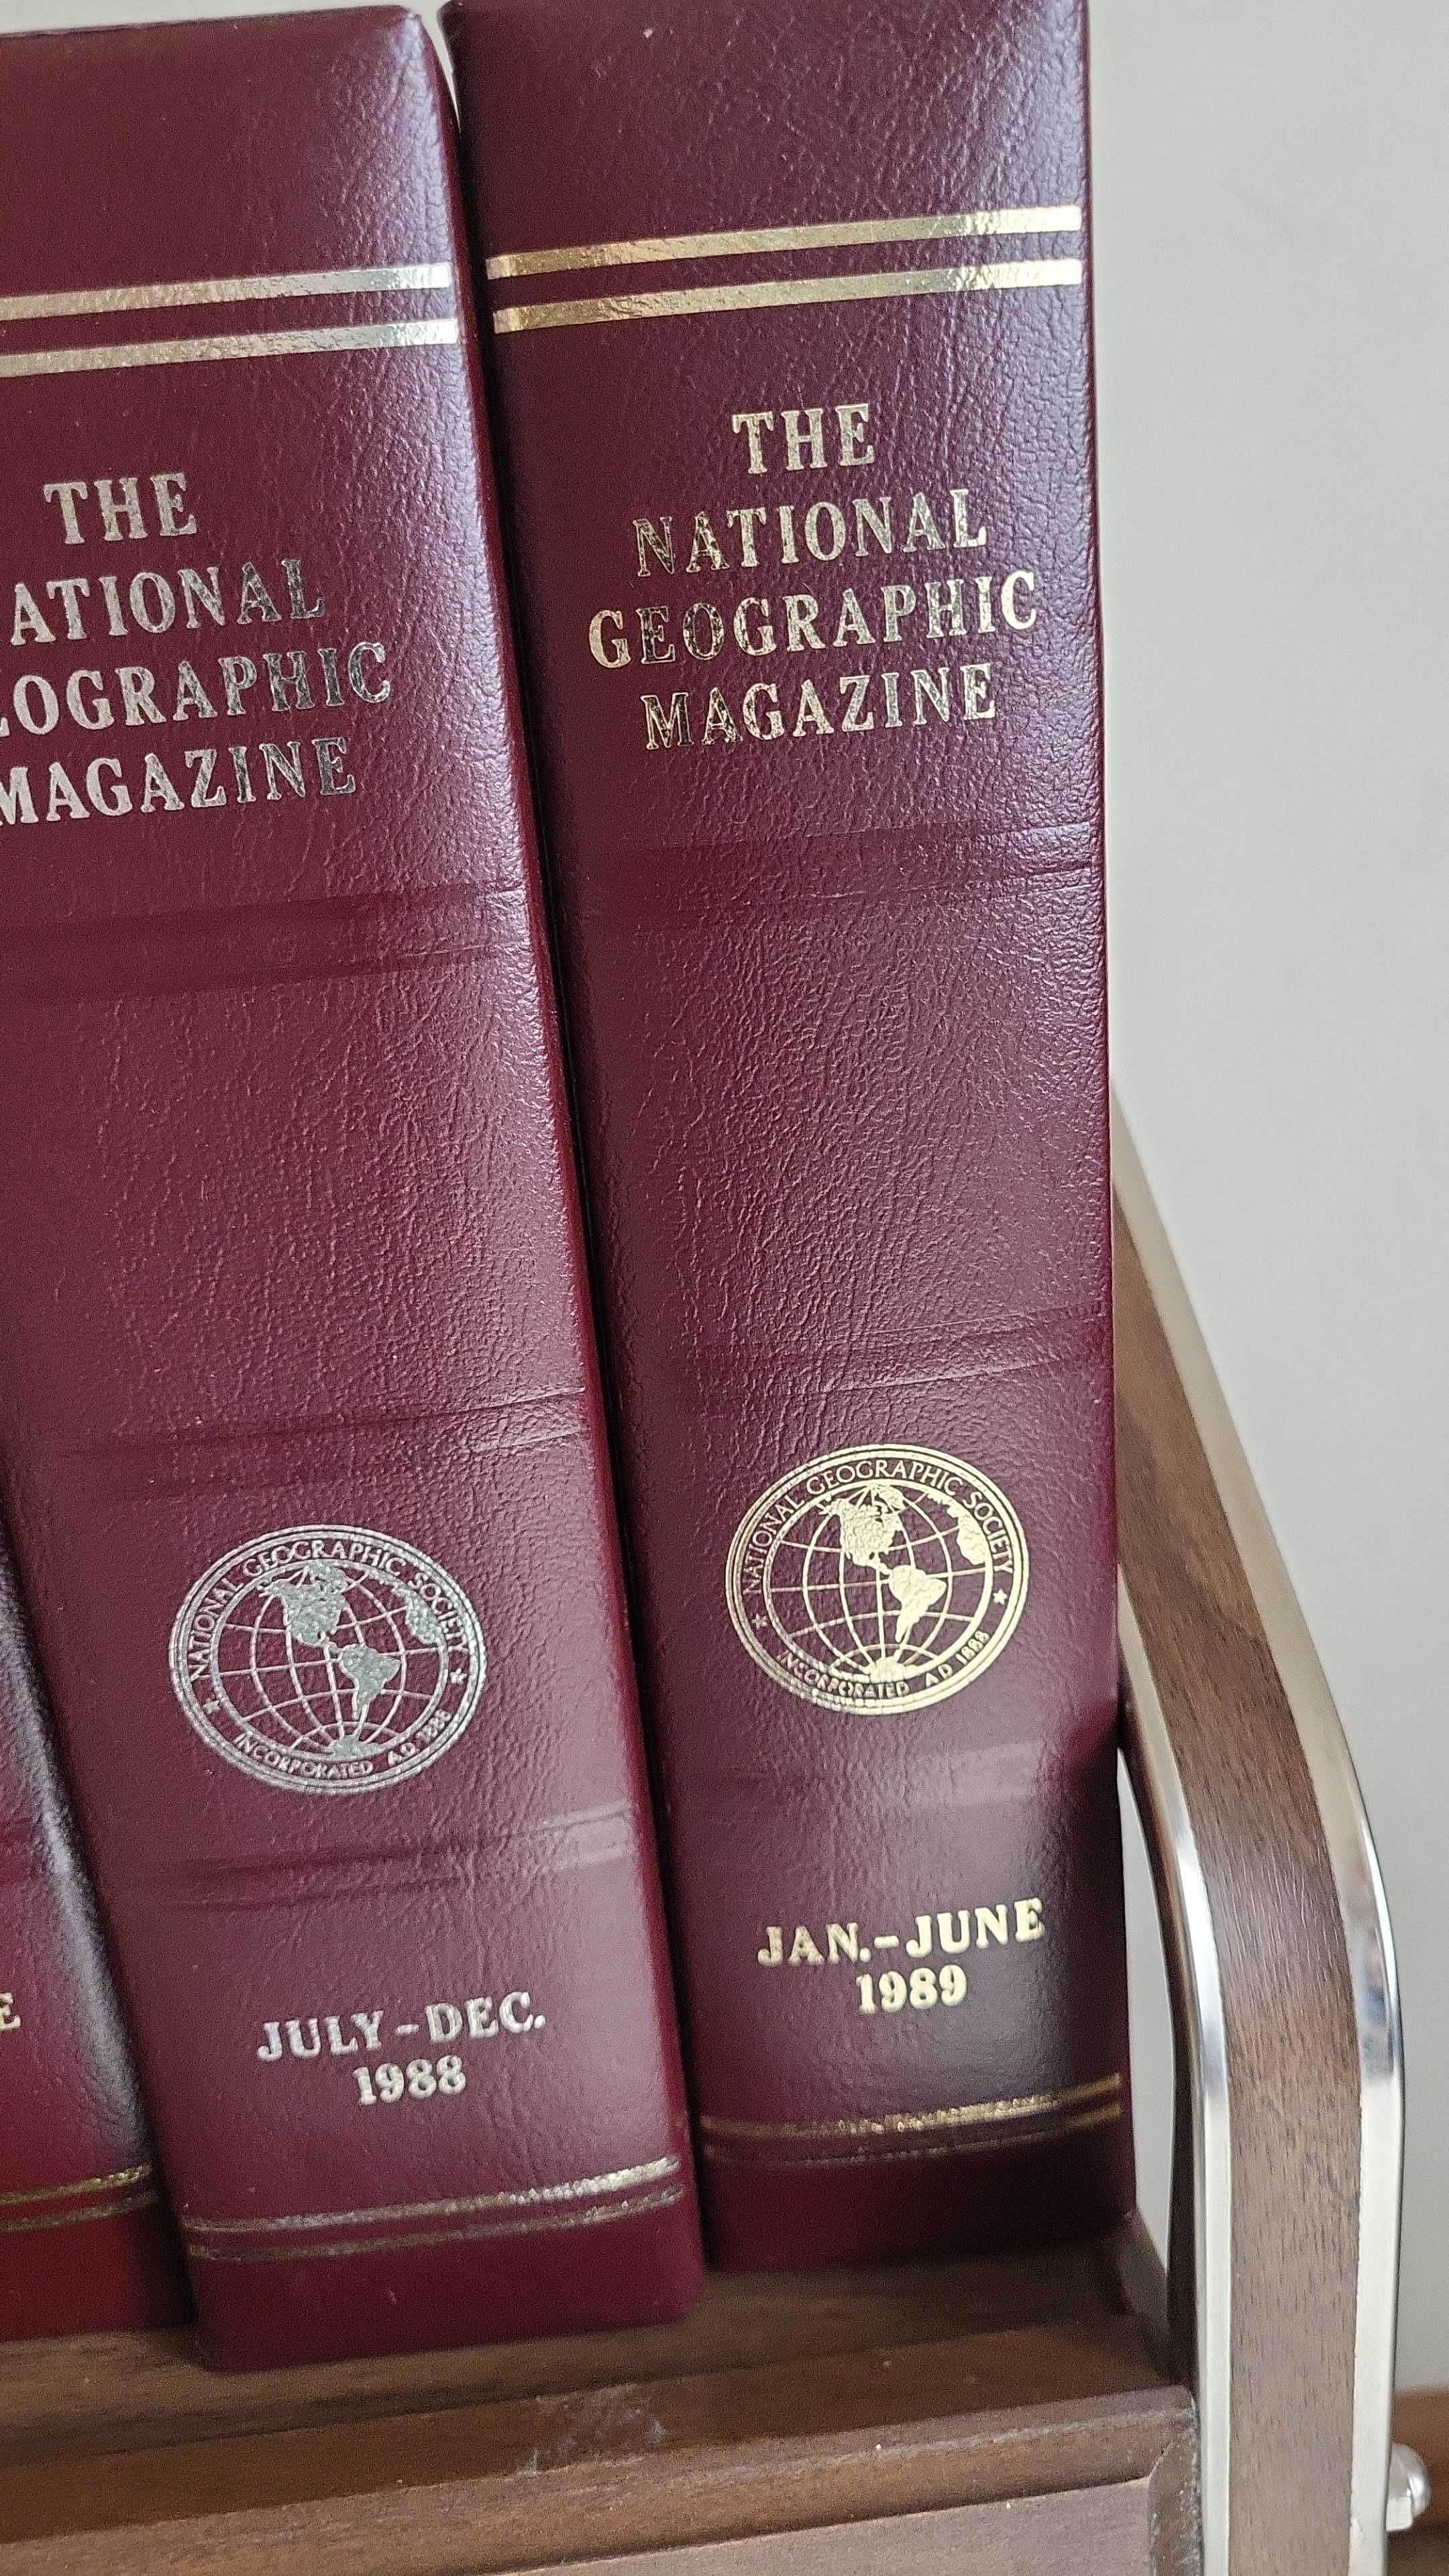 THE
ATIONAL
OGRAPHIC
MAGAZINE
NATIONAL GEOGRAPHIC SOCIETY
INCORPORATED A.D. 1888
JULY-DEC.
1988
THE
NATIONAL
GEOGRAPHIC
MAGAZINE
NATIONAL GEOGRAPHIC SOCIETY
INCORPORATED A.D. 1888
JAN.-JUNE
1989